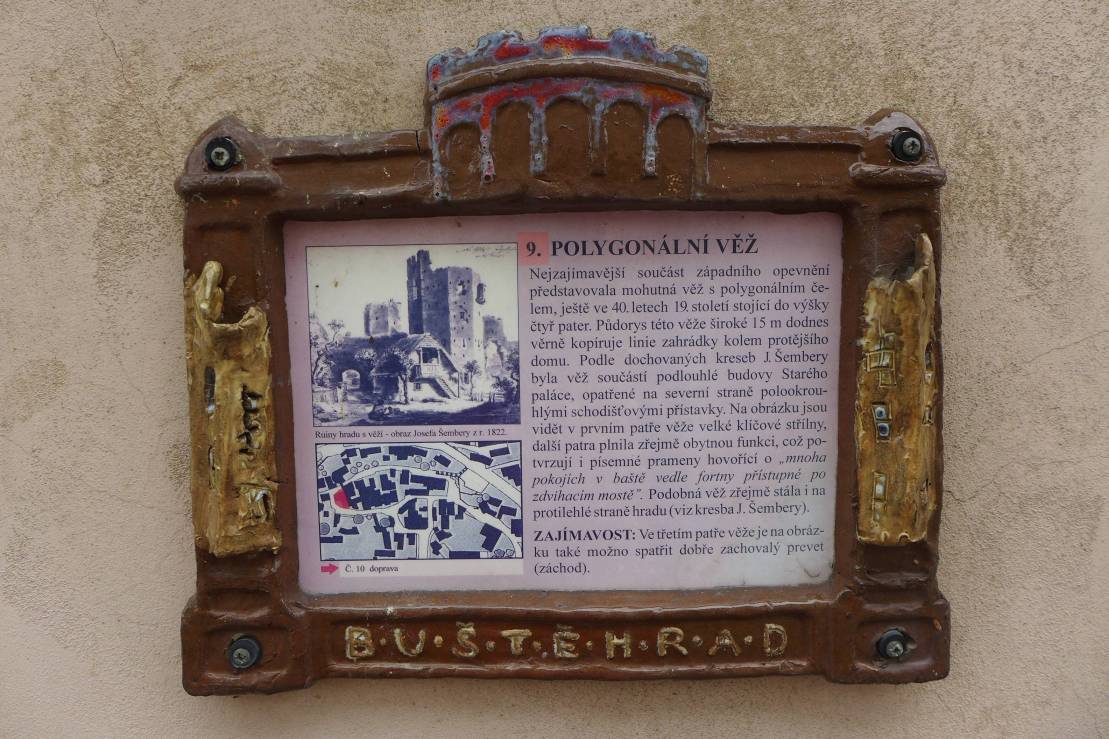 9. POLYGONÁLNÍ VĚŽ
Nejzajímavější součást západního opevnění
představovala mohutná věž s polygonálním če-
lem, ještě ve 40. letech 19. století stojící do výšky
čtyř pater. Půdorys této věže široké 15 m dodnes
věrně kopíruje linie zahrádky kolem protějšího
domu. Podle dochovaných kreseb J. Šembery
byla věž součástí podlouhlé budovy Starého
paláce, opatřené na severní straně polookrou-
hlými schodišťovými přístavky. Na obrázku jsou
vidět v prvním patře věže velké klíčové střílny,
další patra plnila zřejmě obytnou funkci, což po-
tvrzují i písemné prameny hovořící o „mnoha
pokojích v baště vedle fortny přístupné po
zdvihacím mostě". Podobná věž zřejmě stála i na
protilehlé straně hradu (viz kresba J. Šembery).
ZAJÍMAVOST: Ve třetím patře věže je na obráz-
ku také možno spatřit dobře zachovalý prevet
(záchod).
Ruiny hradu s věží - obraz Josefa Šembery z r. 1822.
Č. 10 doprava
B·U·Š·T·Ě·H·R·A·D